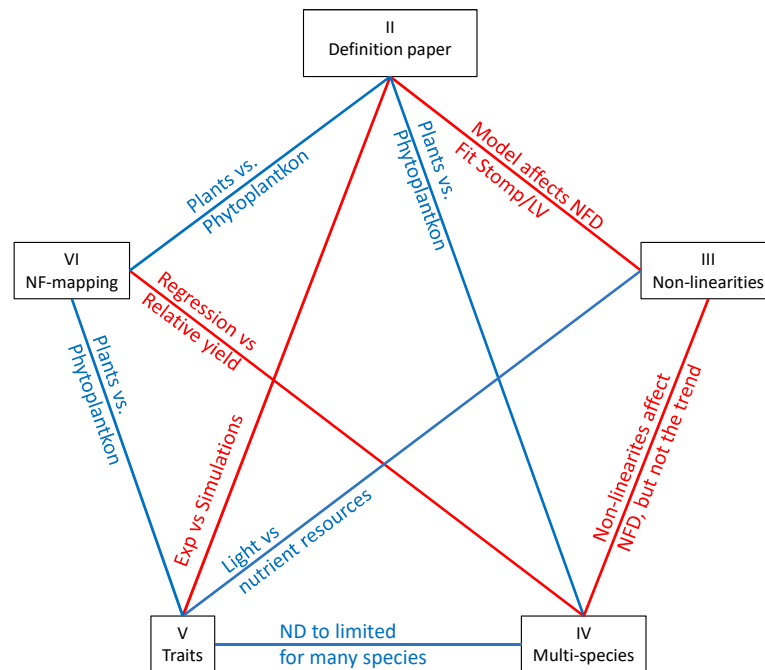 II
Definition paper
Plants vs.
Phytoplantkon
Plants vs.
Phytoplantkon
Model affects NFD
Fit Stomp/LV
VI
NF-mapping
III
Non-linearities
Regression vs
Relative yield
Plants vs.
Phytoplantkon
Exp vs Simulations
Light vs
nutrient resources
Non-linearites affect
NFD, but not the trend
V
Traits
ND to limited
for many species
IV
Multi-species